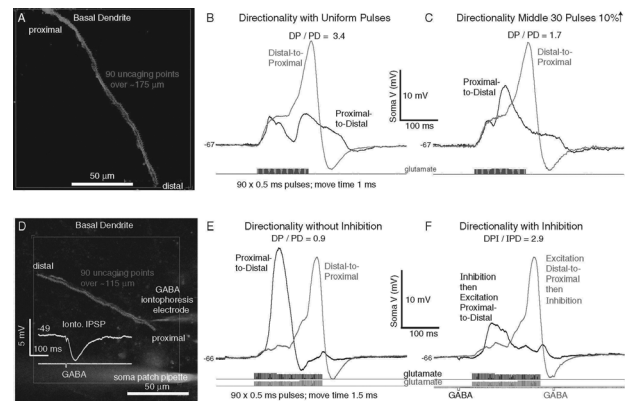 A
Basal Dendrite
proximal
90 uncaging points
over ~175 µm
50 µm
distal
B
Directionality with Uniform Pulses
DP / PD = 3.4
Distal-to-
Proximal
Proximal-
to-Distal
-67
90 x 0.5 ms pulses; move time 1 ms
Soma V (mV)
10 mV
100 ms
glutamate
C
Directionality Middle 30 Pulses 10%↑
DP / PD = 1.7
Distal-to-
Proximal
Proximal-
to-Distal
-67
D
Basal Dendrite
distal
90 uncaging points
over ~115 µm
GABA
iontophoresis
electrode
Ionto. IPSP
-49
5 mV
100 ms
GABA
proximal
soma patch pipette
50 µm
E
Directionality without Inhibition
DP / PD = 0.9
Proximal-
to-Distal
Distal-to-
Proximal
-66
90 x 0.5 ms pulses; move time 1.5 ms
Soma V (mV)
10 mV
100 ms
glutamate
glutamate
F
Directionality with Inhibition
DPI / IPD = 2.9
Inhibition
then
Excitation
Proximal-
to-Distal
Excitation
Distal-to-
Proximal
then
Inhibition
-66
GABA
GABA